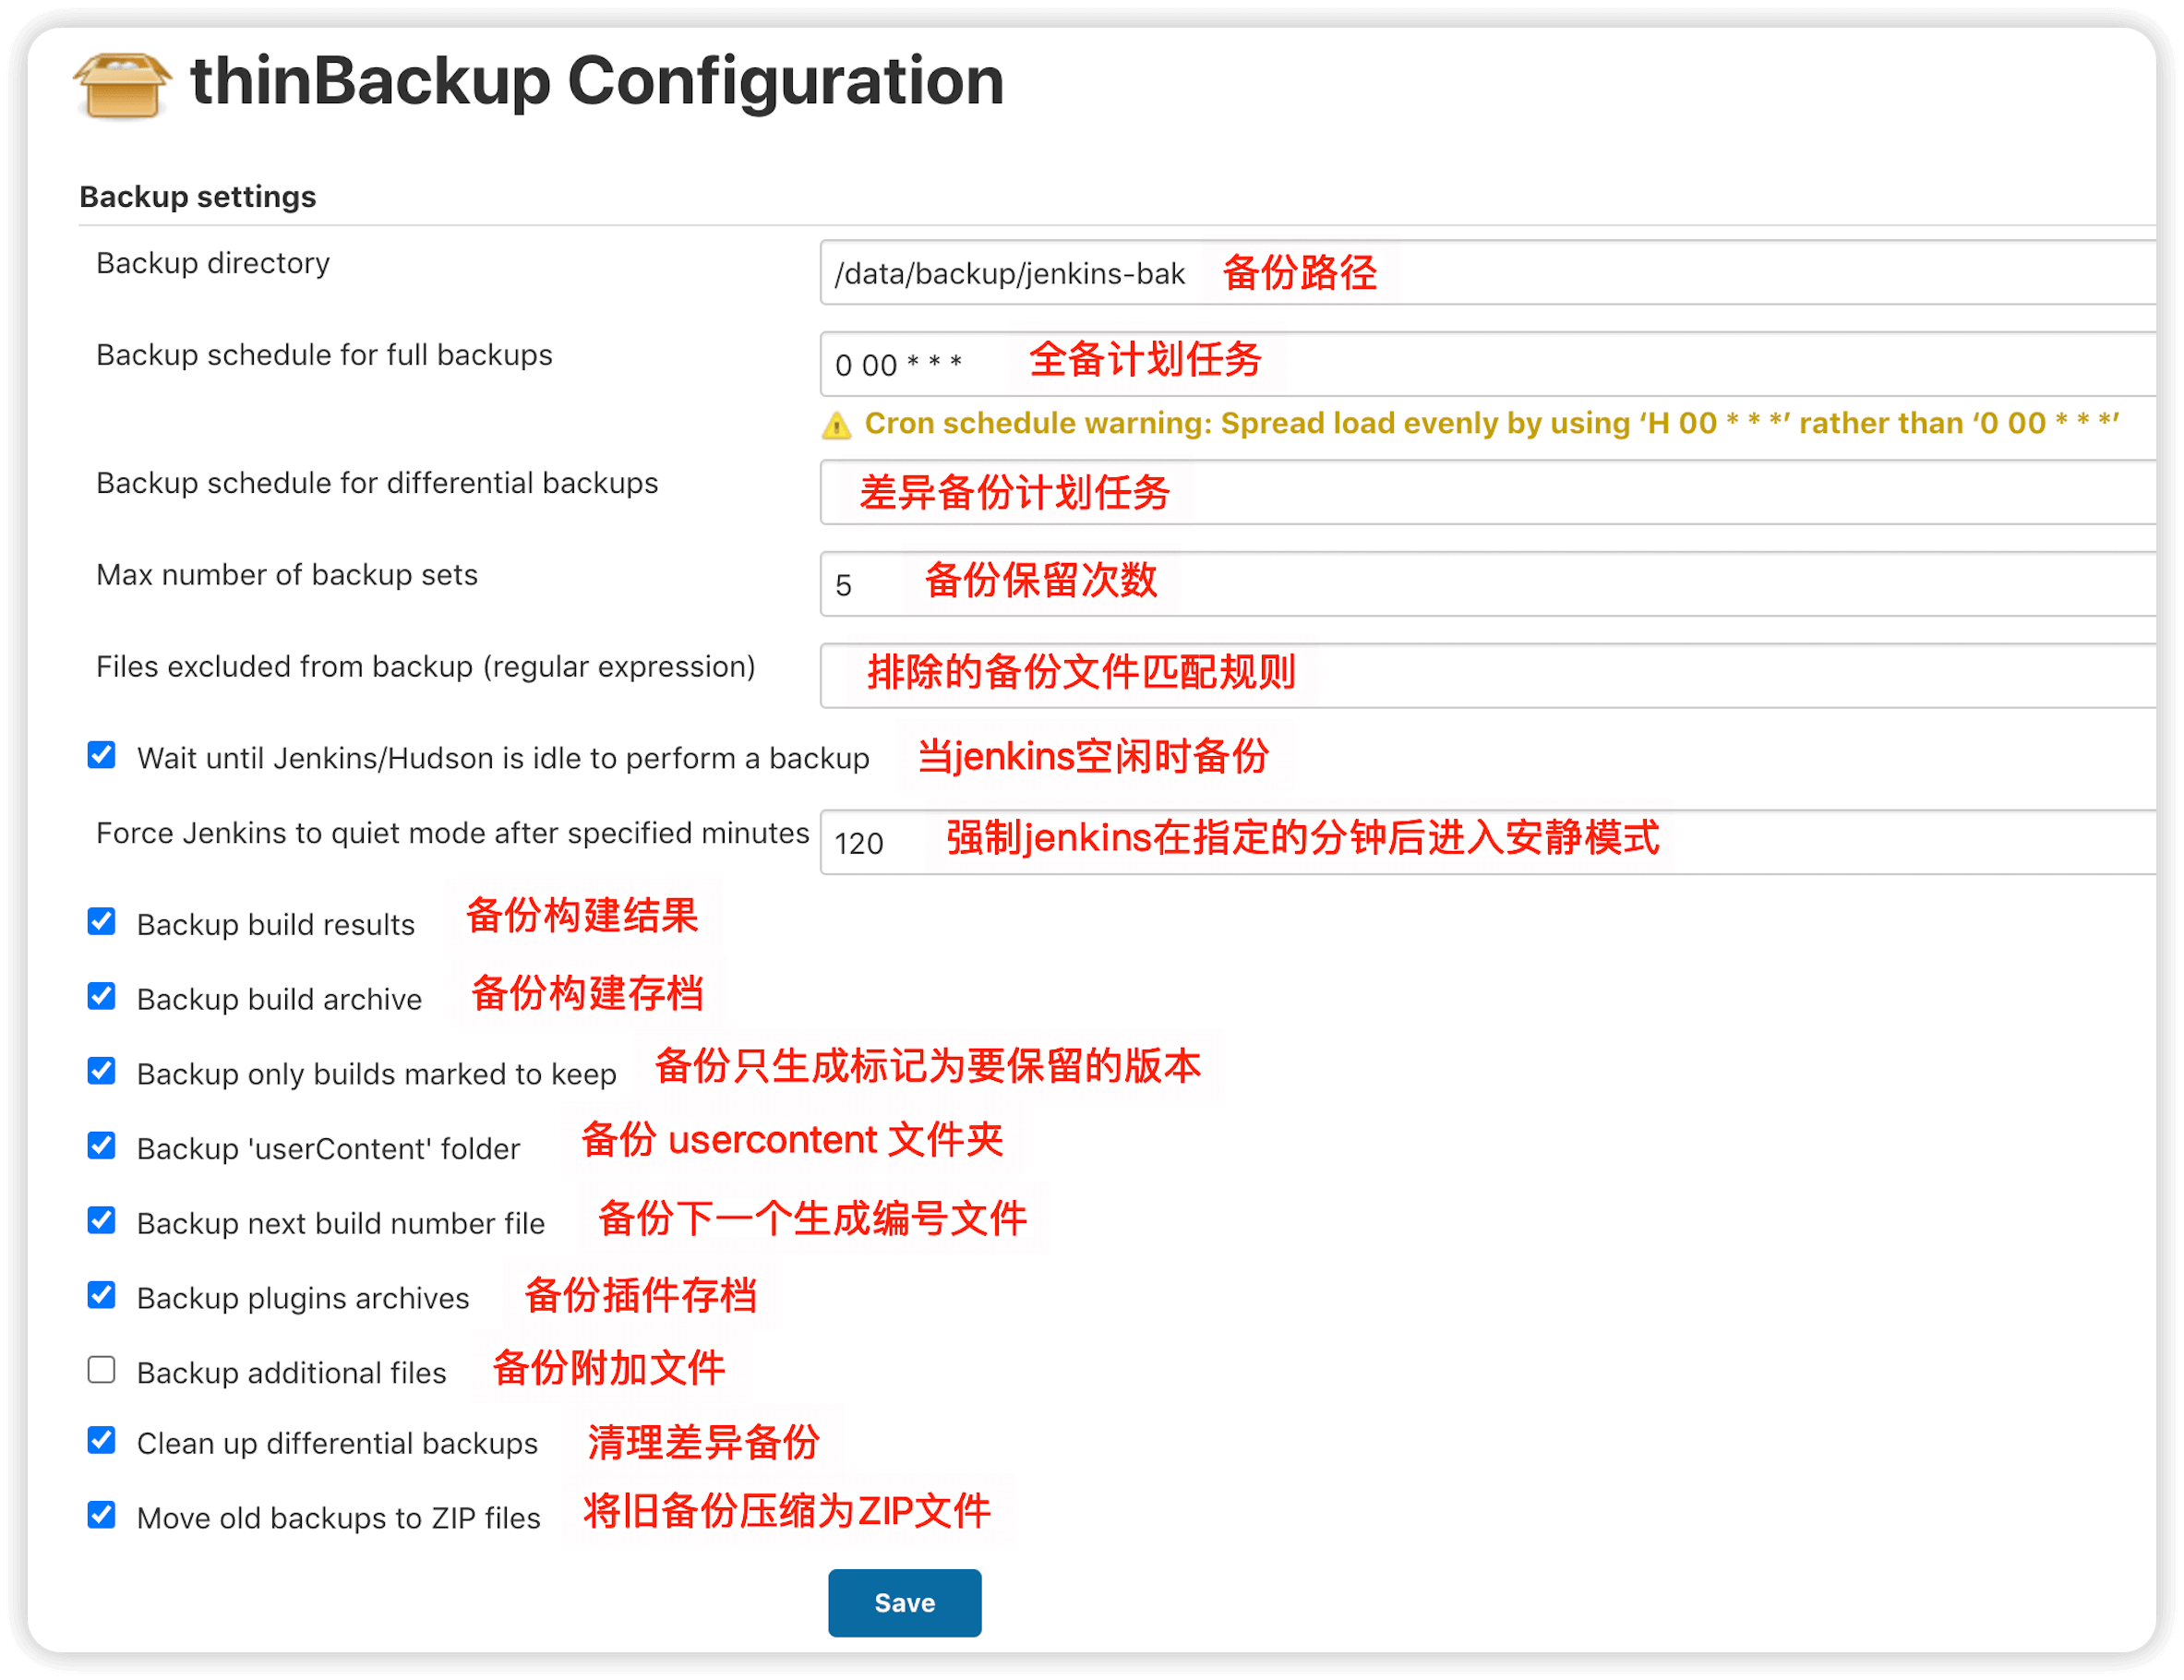 thinBackup Configuration
Backup settings
Backup directory
/data/backup/jenkins-bak 备份路径
Backup schedule for full backups
0 00 * * * 全备计划任务
Cron schedule warning: Spread load evenly by using ‘H 00 * * *’ rather than ‘0 00 * * *’
Backup schedule for differential backups
差异备份计划任务
Max number of backup sets
5 备份保留次数
Files excluded from backup (regular expression)
排除的备份文件匹配规则
Wait until Jenkins/Hudson is idle to perform a backup 当jenkins空闲时备份
Force Jenkins to quiet mode after specified minutes
120 强制jenkins在指定的分钟后进入安静模式
Backup build results 备份构建结果
Backup build archive 备份构建存档
Backup only builds marked to keep 备份只生成标记为要保留的版本
Backup 'userContent' folder 备份 usercontent 文件夹
Backup next build number file 备份下一个生成编号文件
Backup plugins archives 备份插件存档
Backup additional files 备份附加文件
Clean up differential backups 清理差异备份
Move old backups to ZIP files 将旧备份压缩为ZIP文件
Save